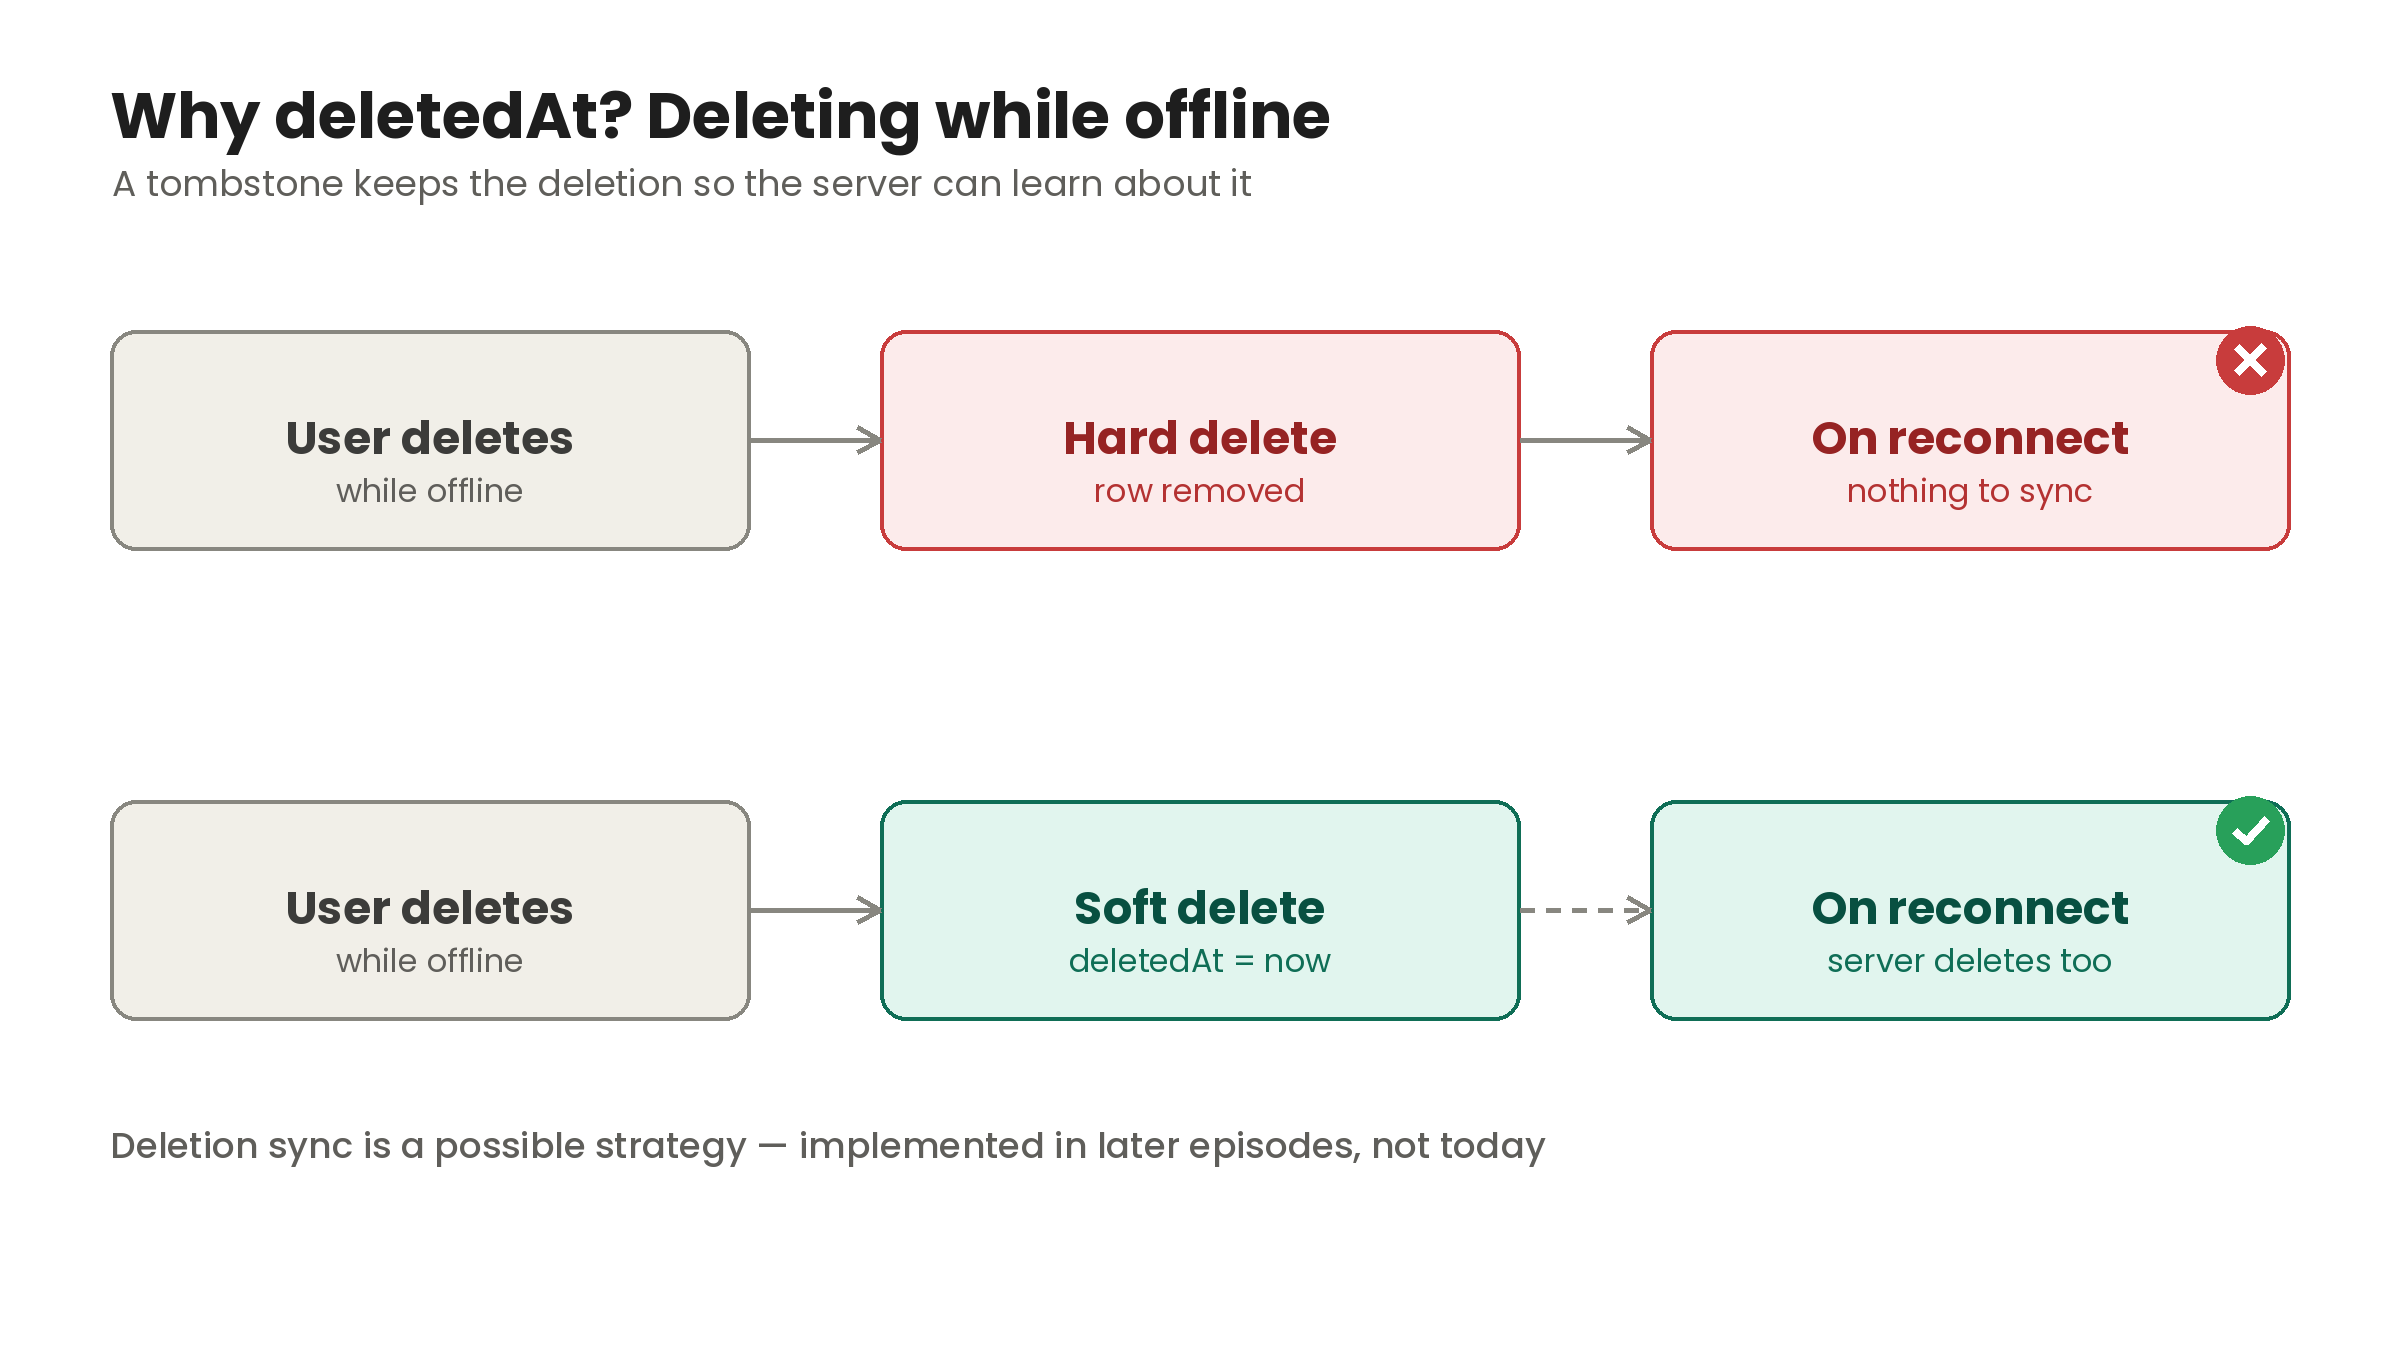 Why deletedAt? Deleting while offline
A tombstone keeps the deletion so the server can learn about it
User deletes
while offline
Hard delete
row removed
On reconnect
nothing to sync
User deletes
while offline
Soft delete
deletedAt = now
On reconnect
server deletes too
Deletion sync is a possible strategy — implemented in later episodes, not today